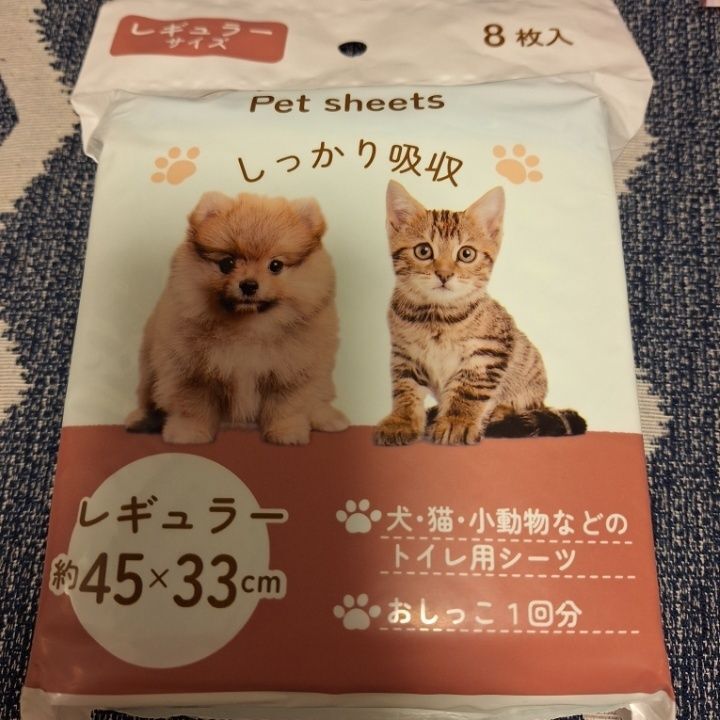 レギュラー
サイズ
8枚入
Pet sheets
しっかり吸収
レギュラー
約45×33cm
犬・猫・小動物などの
トイレ用シーツ
おしっこ1回分